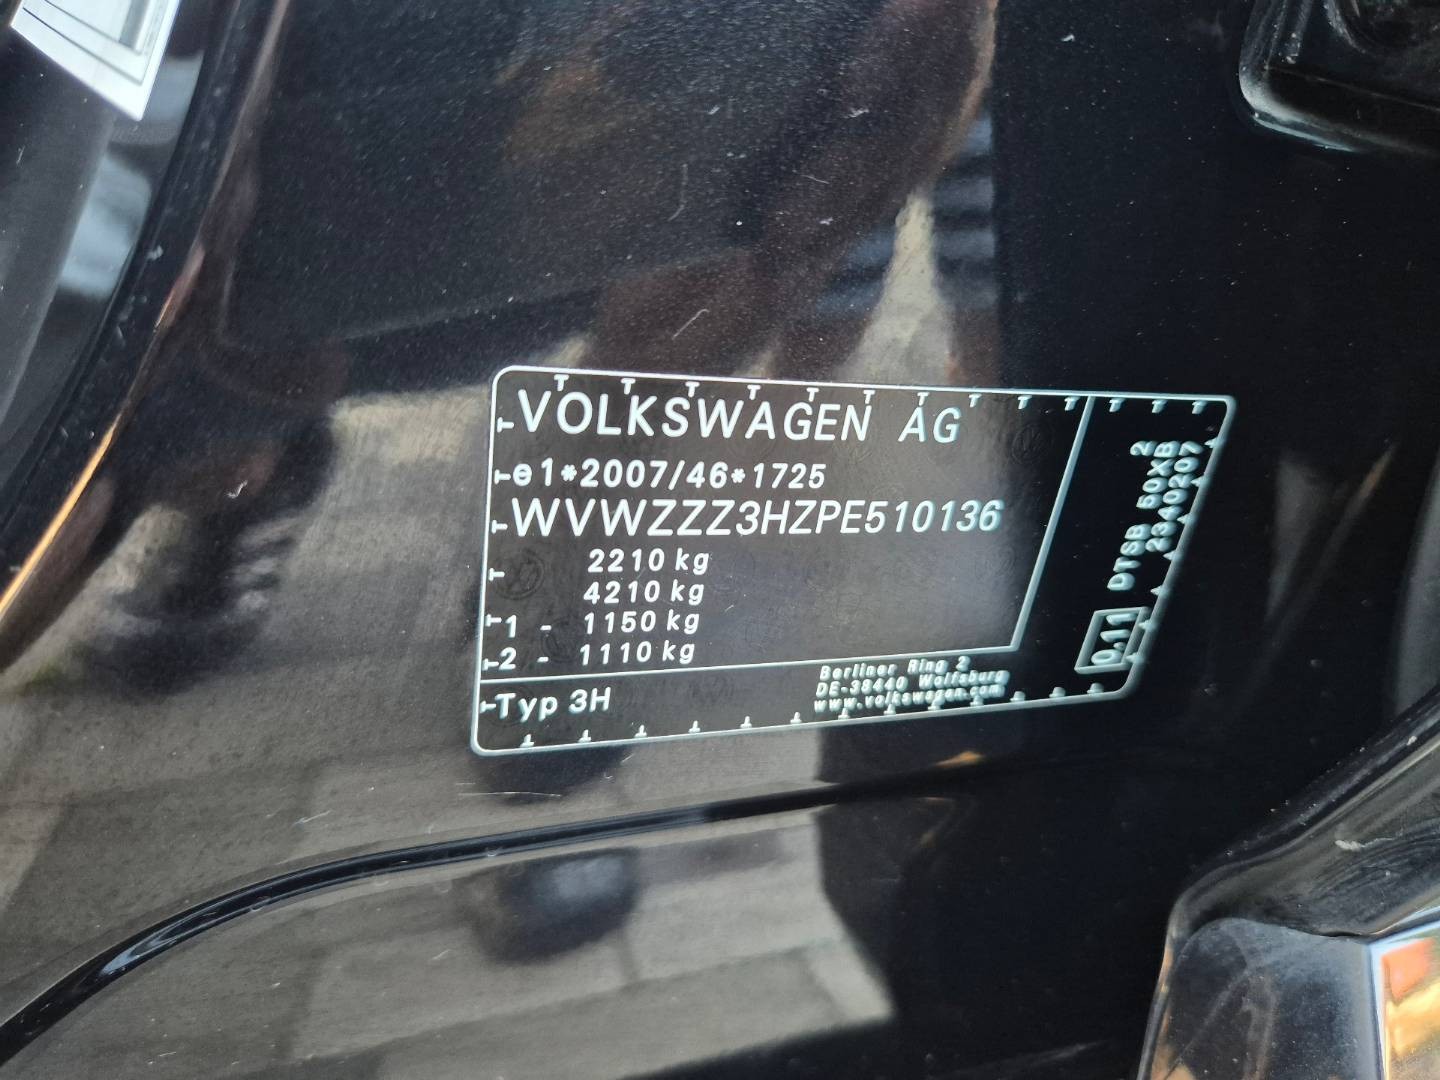 VOLKSWAGEN AG
e1*2007/46*1725
WVWZZZ3HZPE510136
2210 kg
4210 kg
1 - 1150 kg
2 - 1110 kg
Typ 3H
Berliner Ring 2
DE-38440 Wolfsburg
www.volkswagen.com
2
DTSB 50XB
2340207
0,11